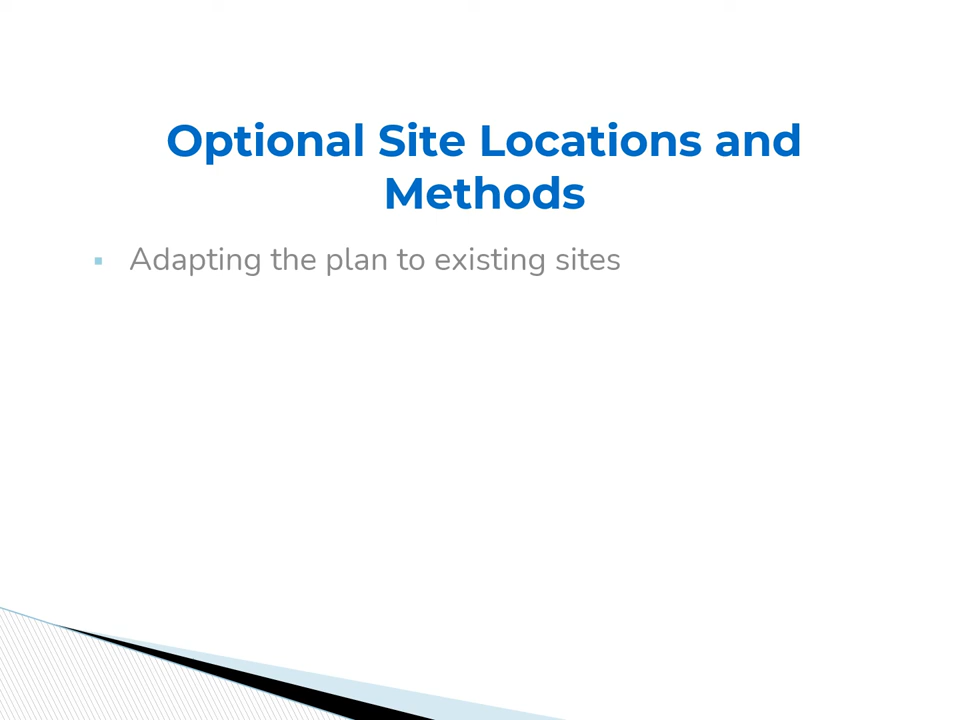 Optional Site Locations and
Methods
▪ Adapting the plan to existing sites